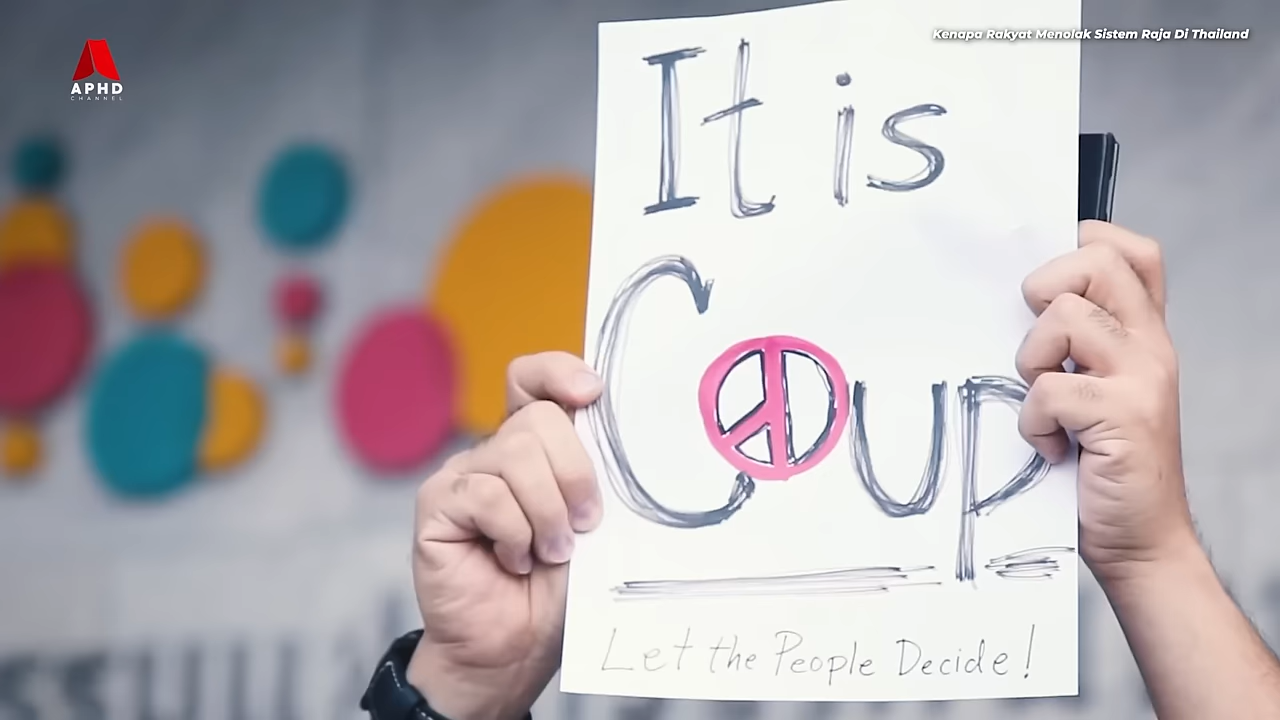 APHD
CHANNEL
Kenapa Rakyat Menolak Sistem Raja Di Thailand
It is
Coup
Let the People Decide!